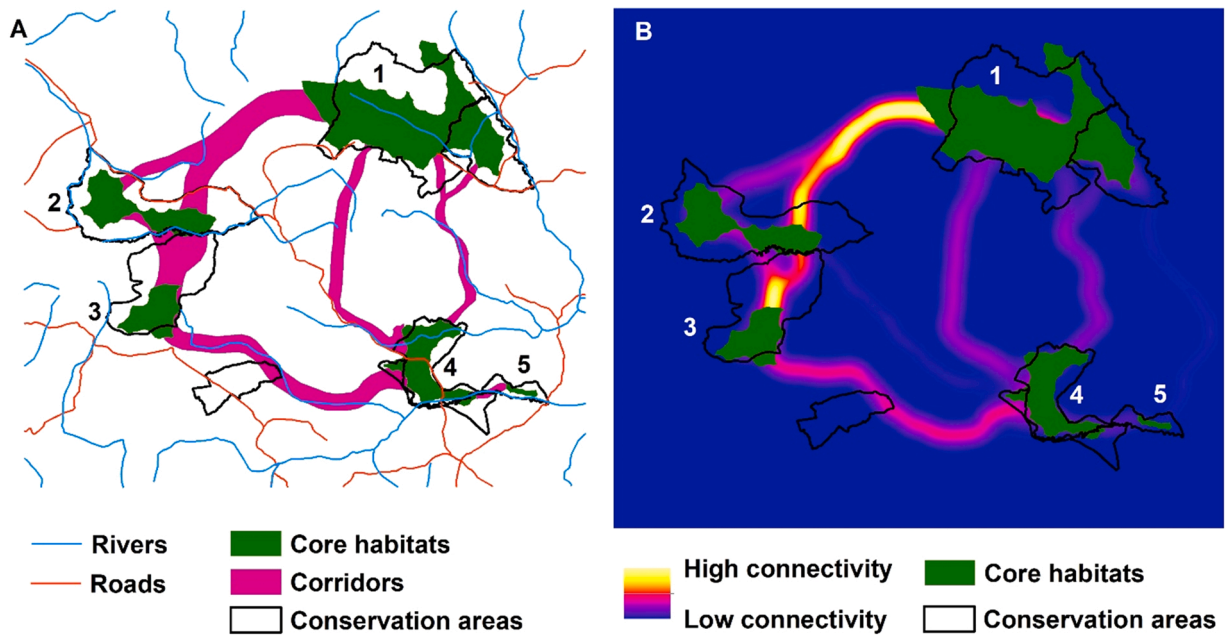 A
1
2
3
4
5
Rivers
Roads
Core habitats
Corridors
Conservation areas
B
1
2
3
4
5
High connectivity
Low connectivity
Core habitats
Conservation areas